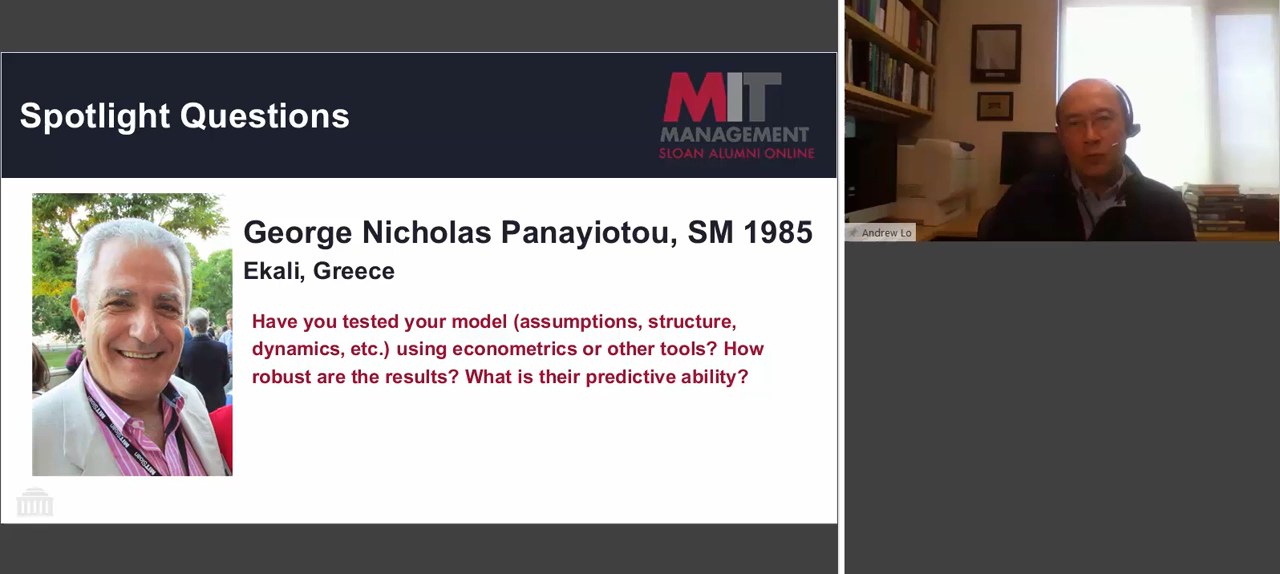 Spotlight Questions
MIT
MANAGEMENT
SLOAN ALUMNI ONLINE
George Nicholas Panayiotou, SM 1985
Ekali, Greece
Have you tested your model (assumptions, structure,
dynamics, etc.) using econometrics or other tools? How
robust are the results? What is their predictive ability?
Andrew Lo